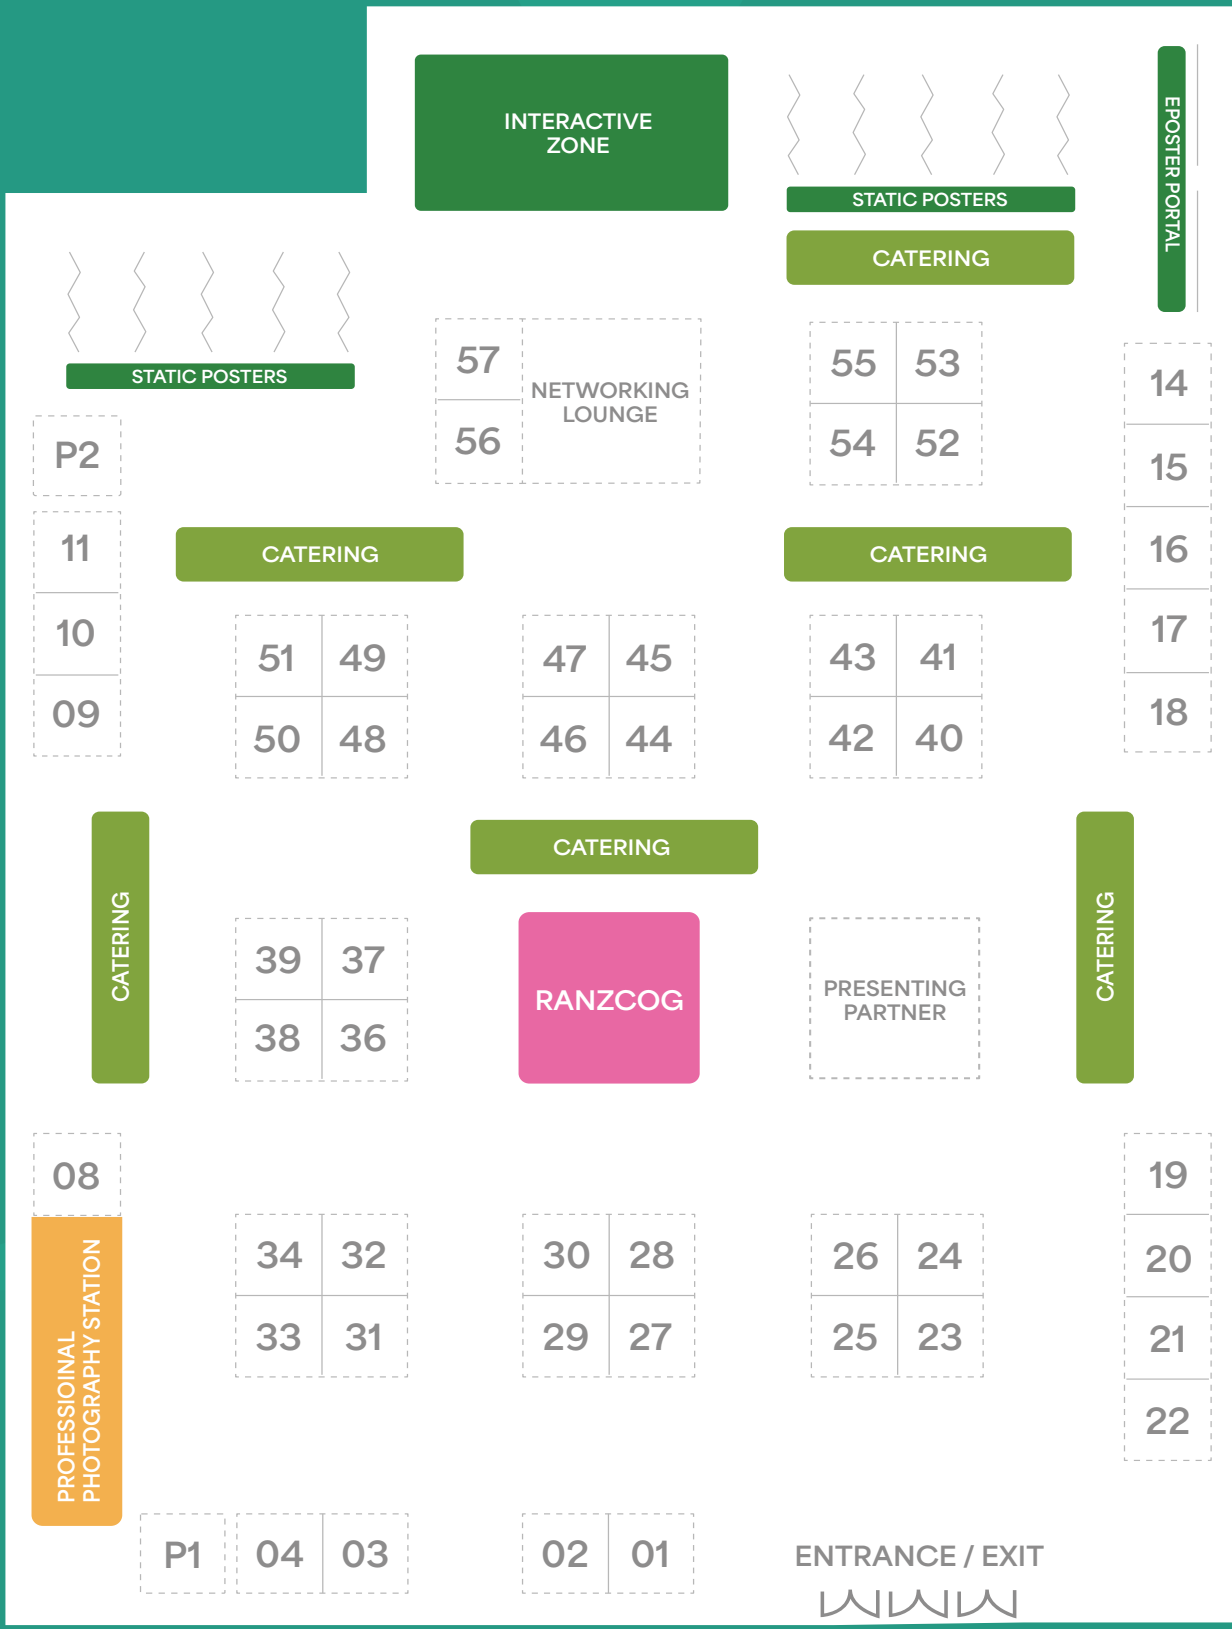 INTERACTIVE
ZONE
EPOSTER PORTAL
STATIC POSTERS
CATERING
STATIC POSTERS
57
56
NETWORKING
LOUNGE
55 53
54 52
14
15
16
17
18
P2
11
10
09
CATERING
CATERING
51 49
50 48
47 45
46 44
43 41
42 40
CATERING
CATERING
CATERING
39 37
38 36
RANZCOG
PRESENTING
PARTNER
08
PROFESSIOINAL
PHOTOGRAPHY STATION
34 32
33 31
30 28
29 27
26 24
25 23
19
20
21
22
P1 04 03
02 01
ENTRANCE / EXIT